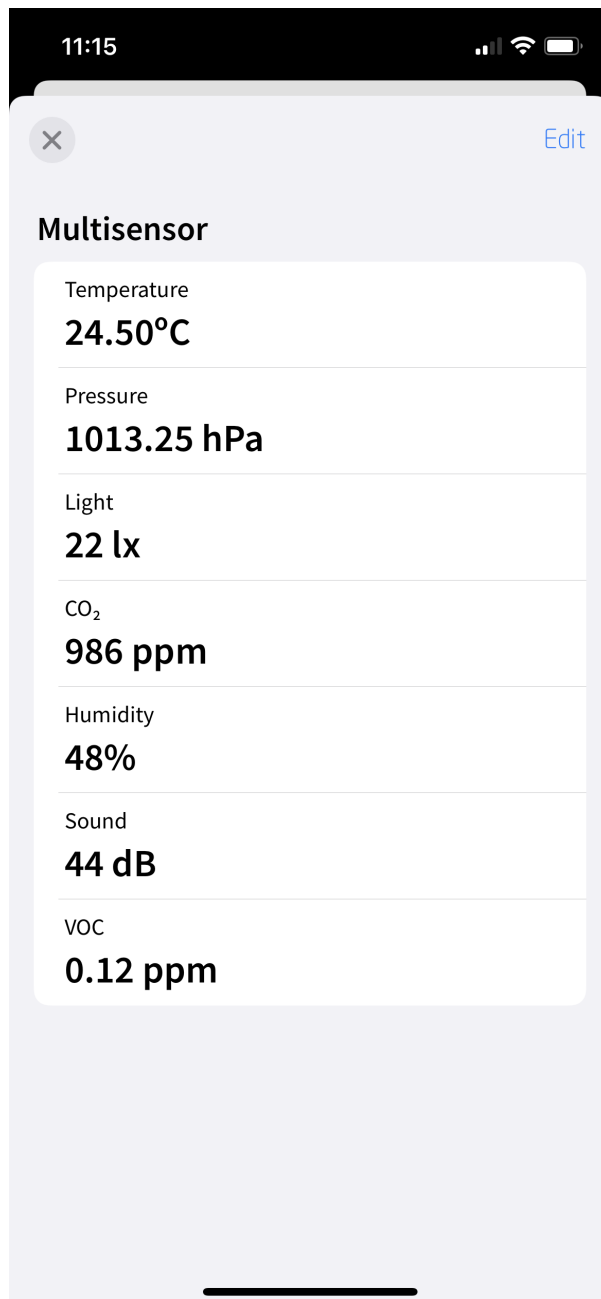 11:15
Edit
Multisensor
Temperature
24.50ºC
Pressure
1013.25 hPa
Light
22 lx
CO₂
986 ppm
Humidity
48%
Sound
44 dB
VOC
0.12 ppm